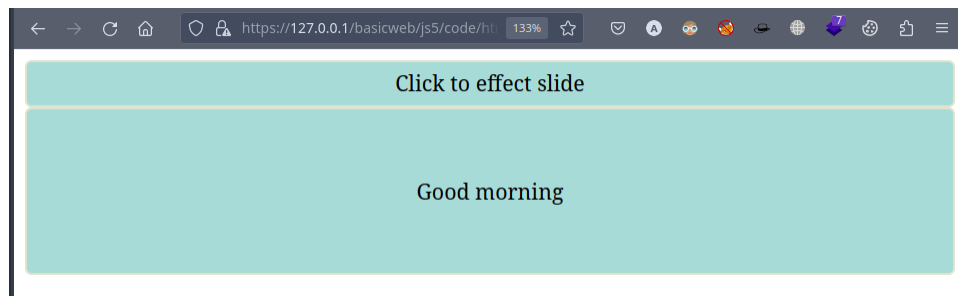 https://127.0.0.1/basicweb/js5/code/ht
133%
A
7
Click to effect slide
Good morning